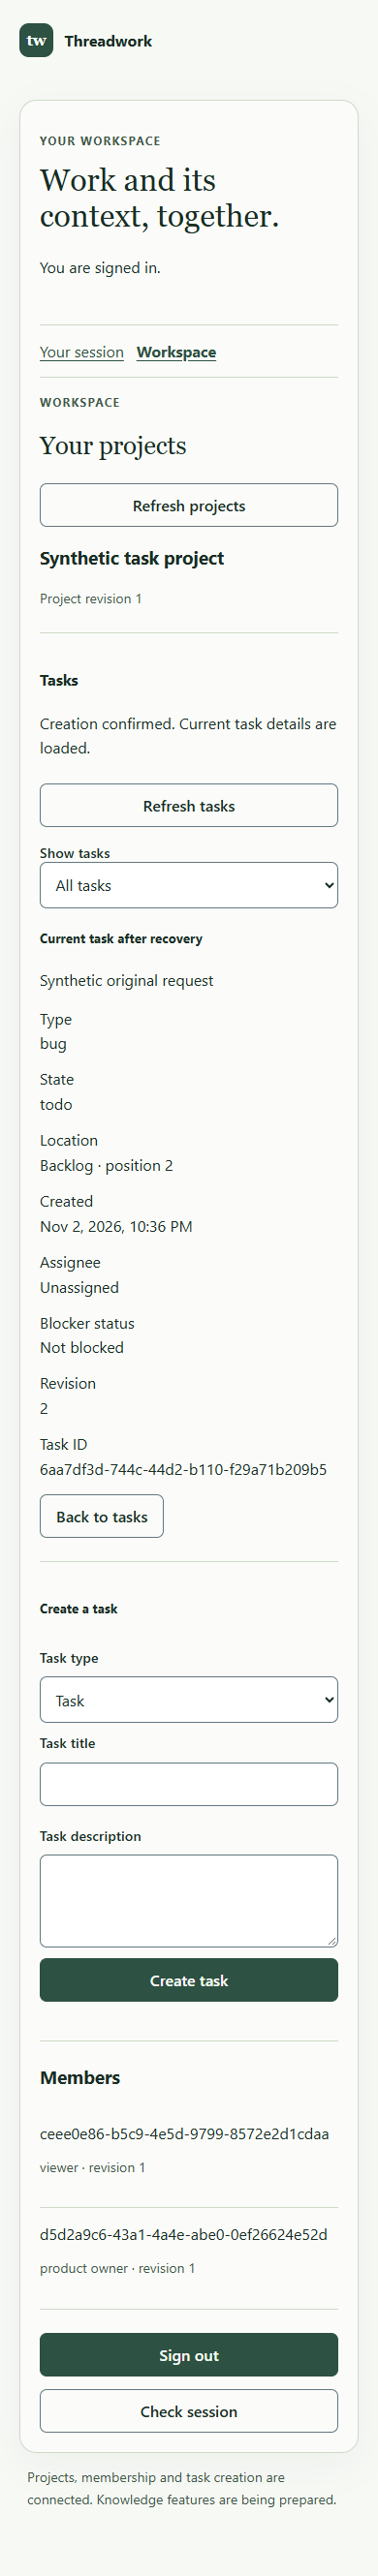 tw Threadwork
YOUR WORKSPACE
Work and its
context, together.
You are signed in.
Your session Workspace
WORKSPACE
Your projects
Refresh projects
Synthetic task project
Project revision 1
Tasks
Creation confirmed. Current task details are
loaded.
Refresh tasks
Show tasks
All tasks
Current task after recovery
Synthetic original request
Type
bug
State
todo
Location
Backlog · position 2
Created
Nov 2, 2026, 10:36 PM
Assignee
Unassigned
Blocker status
Not blocked
Revision
2
Task ID
6aa7df3d-744c-44d2-b110-f29a71b209b5
Back to tasks
Create a task
Task type
Task
Task title
Task description
Create task
Members
ceee0e86-b5c9-4e5d-9799-8572e2d1cdaa
viewer · revision 1
d5d2a9c6-43a1-4a4e-abe0-0ef26624e52d
product owner · revision 1
Sign out
Check session
Projects, membership and task creation are
connected. Knowledge features are being prepared.